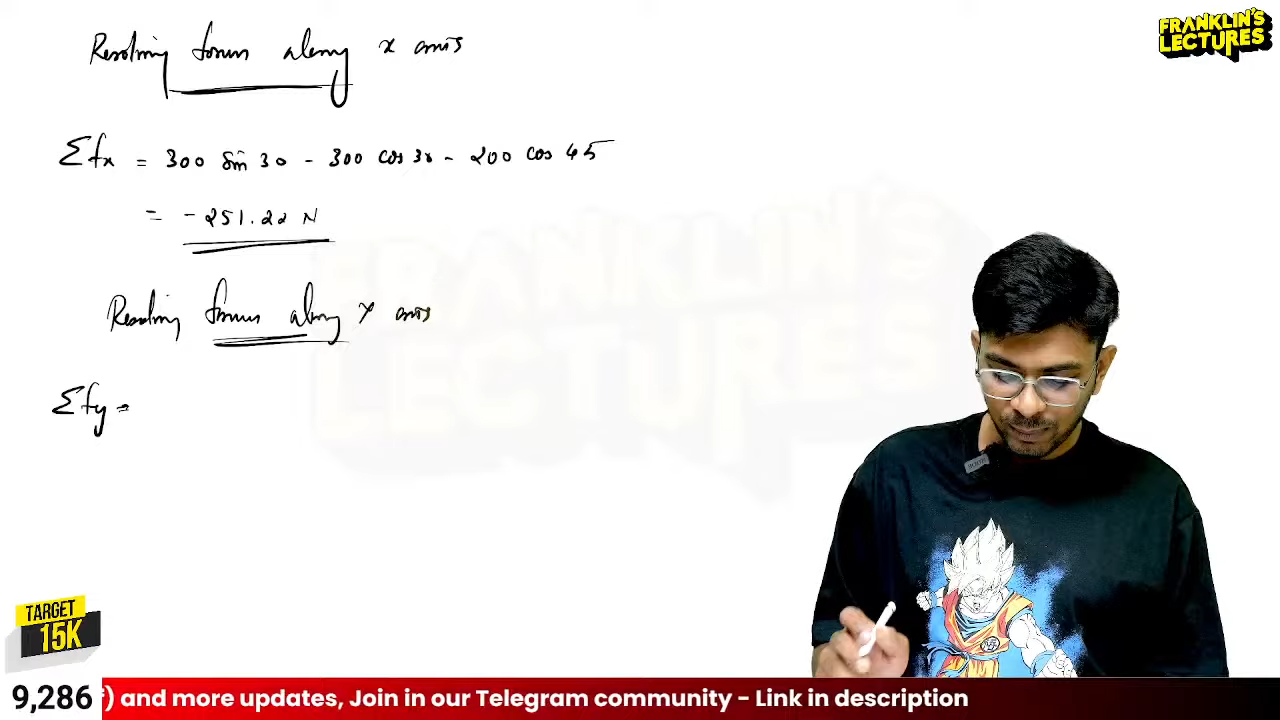 Resolving forces along x axis
FRANKLIN'S
LECTURES
Σfx = 300 sin 30 - 300 cos 30 - 200 cos 45
= -251.22 N
Resolving forces along Y axis
Σfy =
FRANKLIN'S
LECTURES
TARGET
15K
9,286
) and more updates, Join in our Telegram community - Link in description